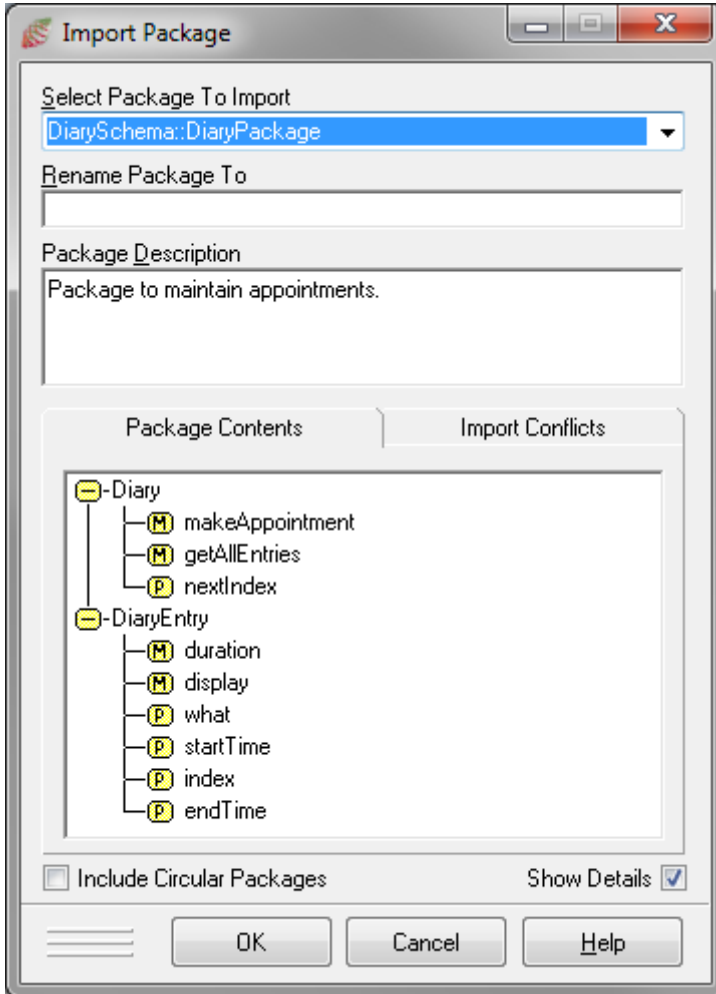 Import Package
Select Package To Import
DiarySchema::DiaryPackage
Rename Package To
Package Description
Package to maintain appointments.
Package Contents
Import Conflicts
Diary
M makeAppointment
M getAllEntries
P nextIndex
DiaryEntry
M duration
M display
P what
P startTime
P index
P endTime
Include Circular Packages
Show Details
OK
Cancel
Help